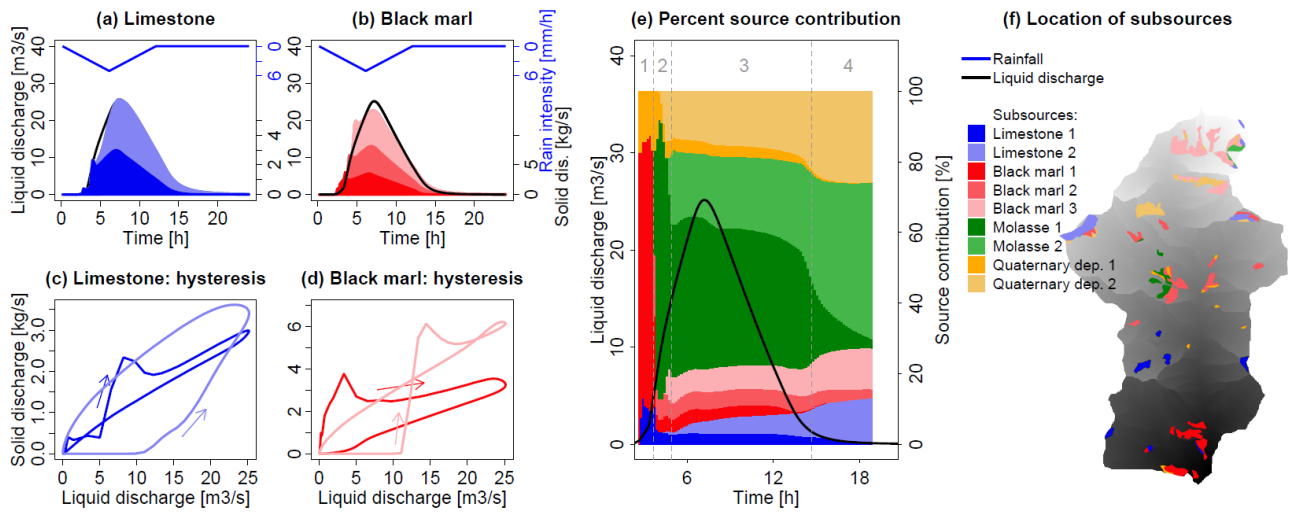 (a) Limestone
Liquid discharge [m3/s]
0 10 20 30 40
0 5 10 15 20
Time [h]
0 6
0 2 4
(b) Black marl
0 10 20 30 40
0 5 10 15 20
Time [h]
0 6
Rain intensity [mm/h]
0 5
Solid dis. [kg/s]
(c) Limestone: hysteresis
Solid discharge [kg/s]
0.0 1.0 2.0 3.0
0 5 10 15 20 25
Liquid discharge [m3/s]
(d) Black marl: hysteresis
0 2 4 6
0 5 10 15 20 25
Liquid discharge [m3/s]
(e) Percent source contribution
1 2 3 4
Liquid discharge [m3/s]
0 10 20 30 40
6 12 18
Time [h]
0 20 40 60 80 100
Source contribution [%]
(f) Location of subsources
Rainfall
Liquid discharge
Subsources:
Limestone 1
Limestone 2
Black marl 1
Black marl 2
Black marl 3
Molasse 1
Molasse 2
Quaternary dep. 1
Quaternary dep. 2